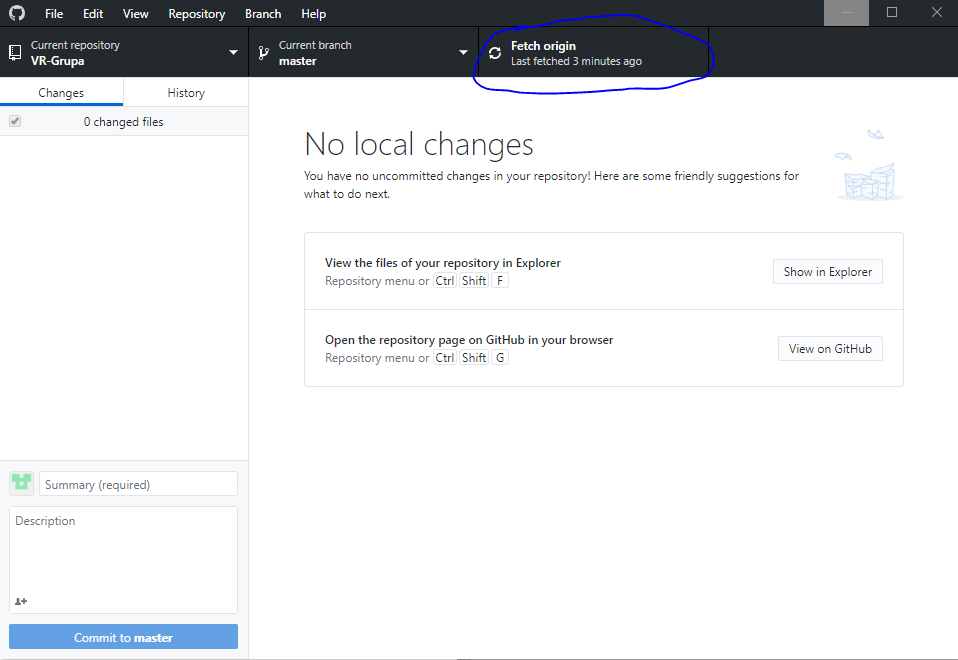 File Edit View Repository Branch Help
Current repository
VR-Grupa
Current branch
master
Fetch origin
Last fetched 3 minutes ago
Changes History
0 changed files
No local changes
You have no uncommitted changes in your repository! Here are some friendly suggestions for
what to do next.
View the files of your repository in Explorer
Repository menu or Ctrl Shift F
Show in Explorer
Open the repository page on GitHub in your browser
Repository menu or Ctrl Shift G
View on GitHub
Summary (required)
Description
Commit to master